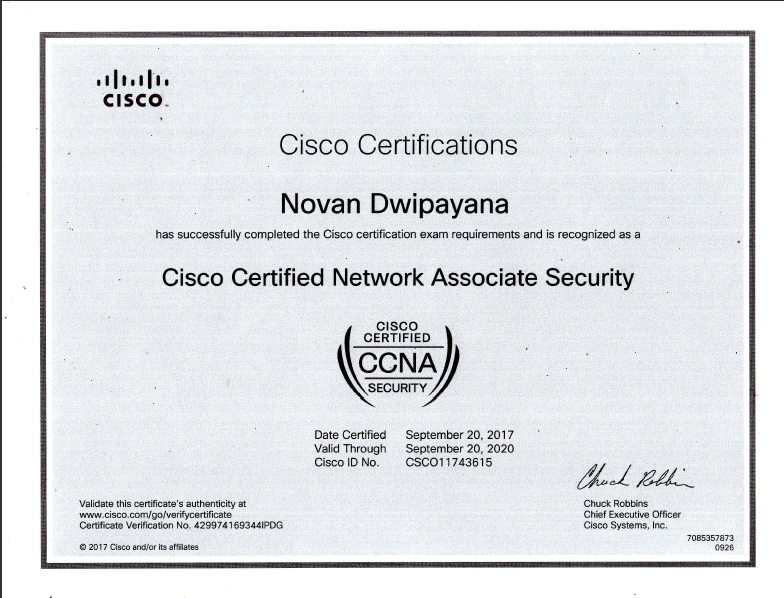 CISCO
Cisco Certifications
Novan Dwipayana
has successfully completed the Cisco certification exam requirements and is recognized as a
Cisco Certified Network Associate Security
CISCO
CERTIFIED
CCNA
SECURITY
Date Certified September 20, 2017
Valid Through September 20, 2020
Cisco ID No. CSCO11743615
Chuck Robbins
Validate this certificate's authenticity at
www.cisco.com/go/verifycertificate
Certificate Verification No. 429974169344IPDG
© 2017 Cisco and/or its affiliates
Chuck Robbins
Chief Executive Officer
Cisco Systems, Inc.
7085357873
0926